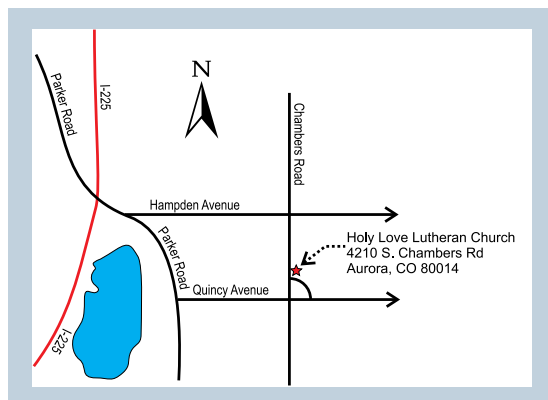 N
Parker Road
I-225
Chambers Road
Hampden Avenue
Parker Road
Holy Love Lutheran Church
4210 S. Chambers Rd
Aurora, CO 80014
Quincy Avenue
I-225